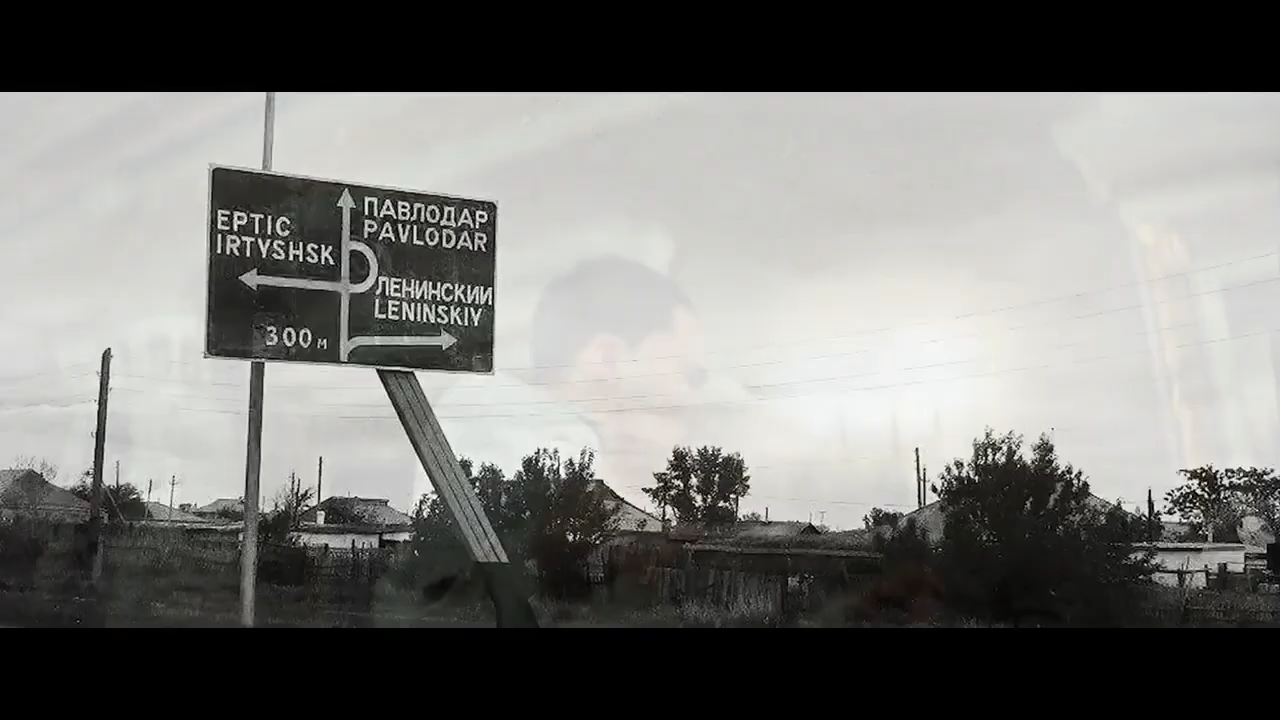 ПАВЛОДАР
PAVLODAR
ЕРТІС
IRTYSHSK
ЛЕНИНСКИЙ
LENINSKIY
300 м